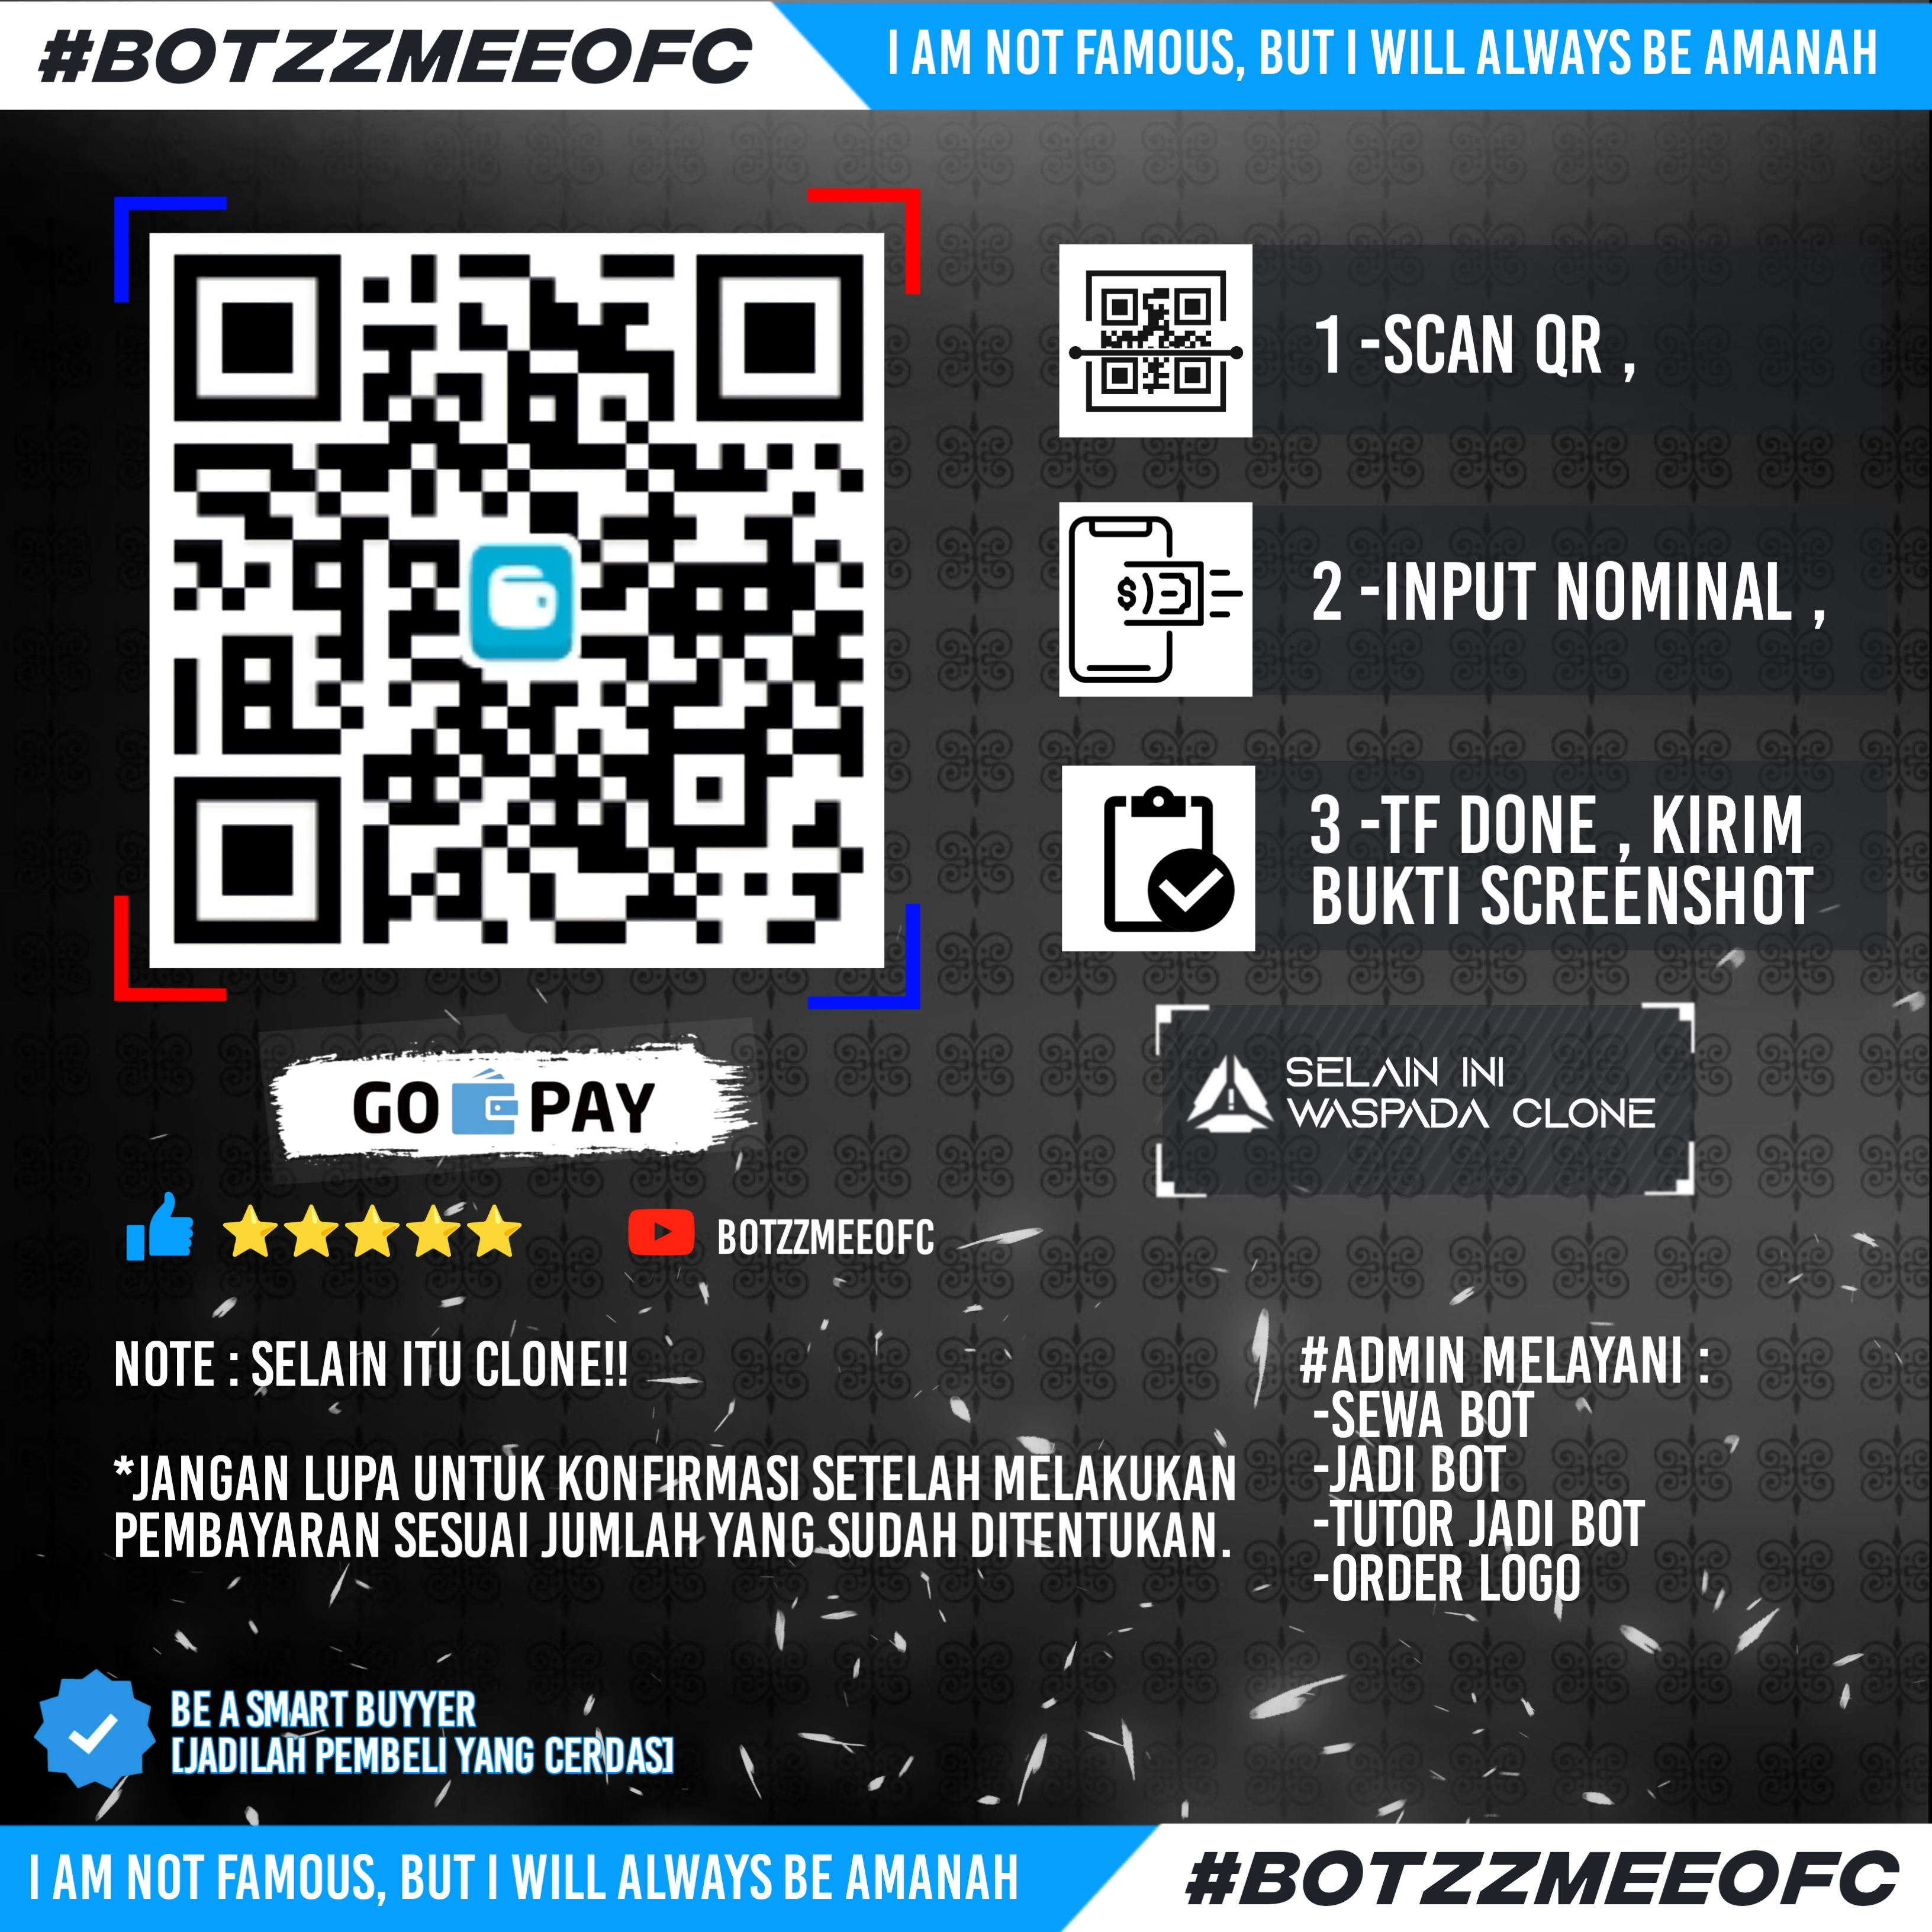 #BOTZZMEEOFC
I AM NOT FAMOUS, BUT I WILL ALWAYS BE AMANAH
1 -SCAN QR ,
2 -INPUT NOMINAL ,
3 -TF DONE , KIRIM
BUKTI SCREENSHOT
GO PAY
SELAIN INI
WASPADA CLONE
BOTZZMEEOFC
NOTE : SELAIN ITU CLONE!!
*JANGAN LUPA UNTUK KONFIRMASI SETELAH MELAKUKAN
PEMBAYARAN SESUAI JUMLAH YANG SUDAH DITENTUKAN.
#ADMIN MELAYANI :
-SEWA BOT
-JADI BOT
-TUTOR JADI BOT
-ORDER LOGO
BE A SMART BUYYER
[JADILAH PEMBELI YANG CERDAS]
I AM NOT FAMOUS, BUT I WILL ALWAYS BE AMANAH
#BOTZZMEEOFC